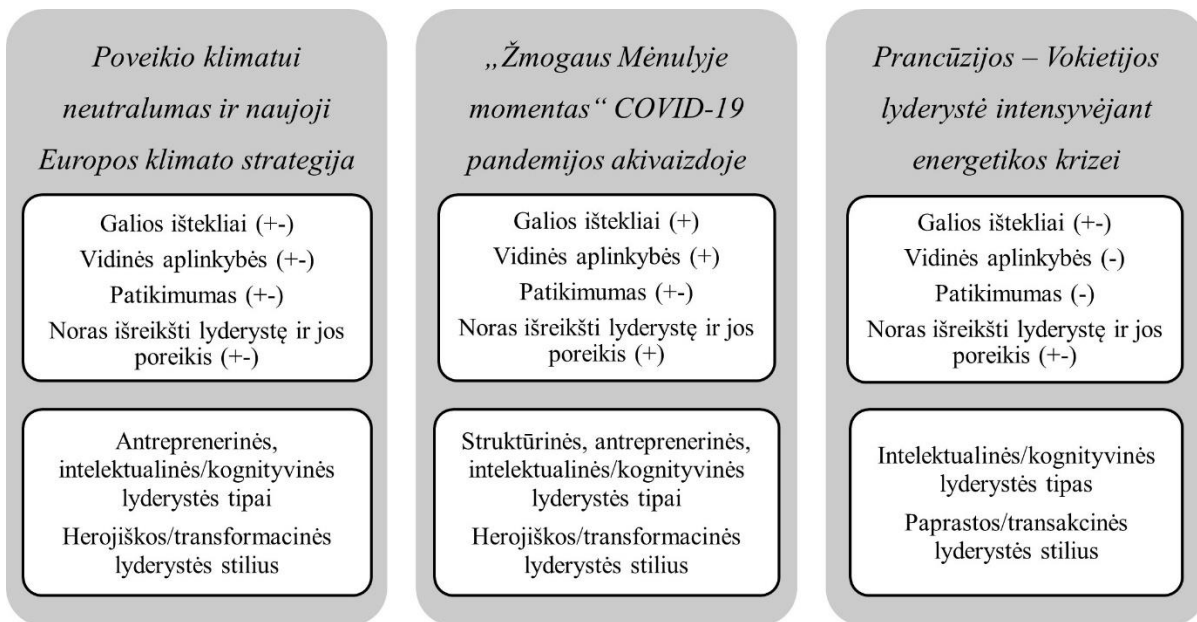 Poveikio klimatui
neutralumas ir naujoji
Europos klimato strategija
Galios ištekliai (+-)
Vidinės aplinkybės (+-)
Patikimumas (+-)
Noras išreikšti lyderystę ir jos
poreikis (+-)
Antreprenerinės,
intelektualinės/kognityvinės
lyderystės tipai
Herojiškos/transformacinės
lyderystės stilius
„Žmogaus Mėnulyje
momentas“ COVID-19
pandemijos akivaizdoje
Galios ištekliai (+)
Vidinės aplinkybės (+)
Patikimumas (+-)
Noras išreikšti lyderystę ir jos
poreikis (+)
Struktūrinės, antreprenerinės,
intelektualinės/kognityvinės
lyderystės tipai
Herojiškos/transformacinės
lyderystės stilius
Prancūzijos – Vokietijos
lyderystė intensyvėjant
energetikos krizei
Galios ištekliai (+-)
Vidinės aplinkybės (-)
Patikimumas (-)
Noras išreikšti lyderystę ir jos
poreikis (+-)
Intelektualinės/kognityvinės
lyderystės tipas
Paprastos/transakcinės
lyderystės stilius